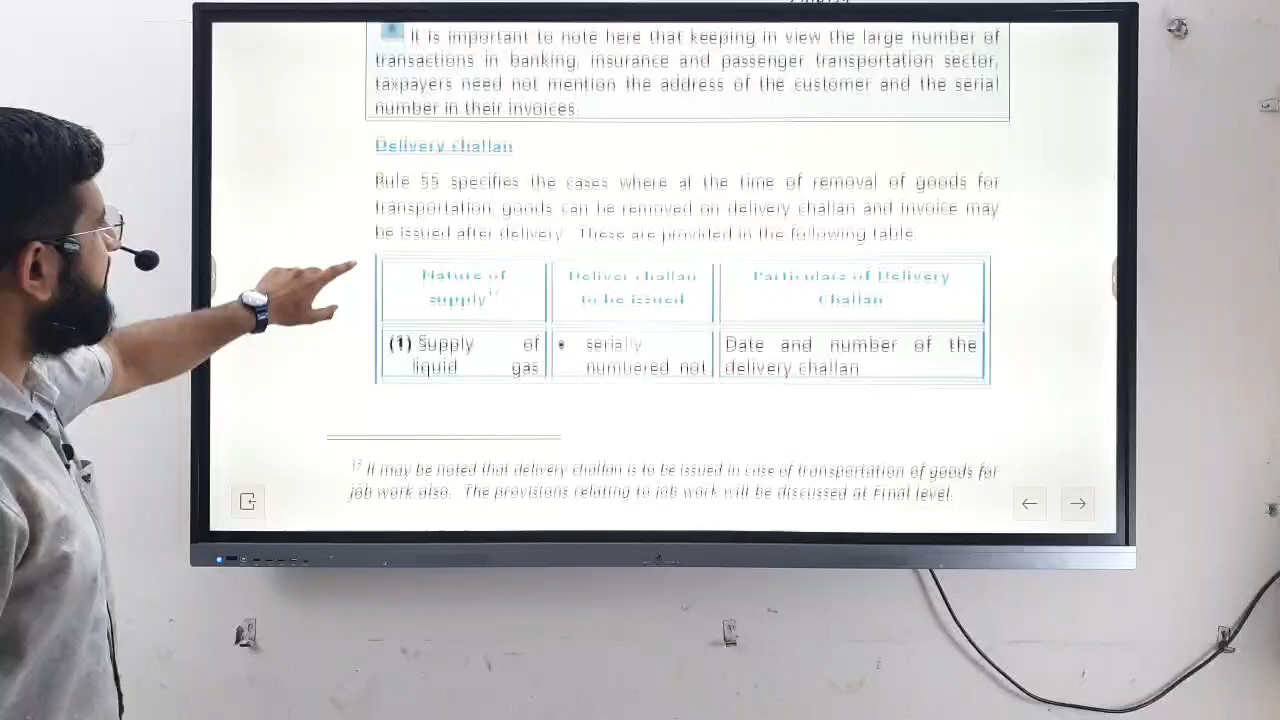 It is important to note here that keeping in view the large number of
transactions in banking, insurance and passenger transportation sector,
taxpayers need not mention the address of the customer and the serial
number in their invoices.
Delivery challan
Rule 55 specifies the cases where at the time of removal of goods for
transportation, goods can be removed on delivery challan and invoice may
be issued after delivery. These are provided in the following table:
Nature of
supply17
Deliver challan
to be issued
Particulars of Delivery
Challan
(1) Supply of
liquid gas
• serially
numbered not
Date and number of the
delivery challan
17 It may be noted that delivery challan is to be issued in case of transportation of goods for
job work also. The provisions relating to job work will be discussed at Final level.